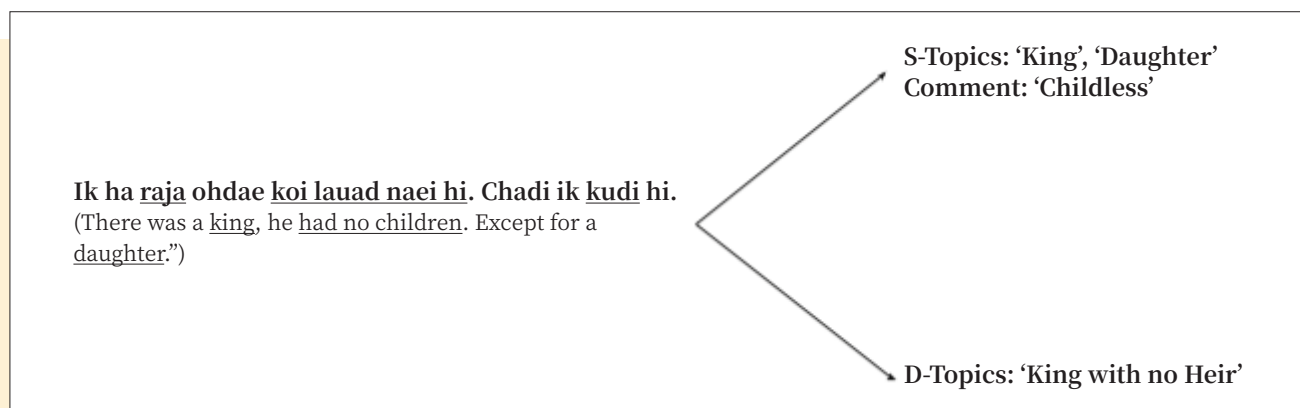 S-Topics: ‘King’, ‘Daughter’
Comment: ‘Childless’
Ik ha raja ohdae koi lauad naei hi. Chadi ik kudi hi.
(There was a king, he had no children. Except for a
daughter.”)
D-Topics: ‘King with no Heir’